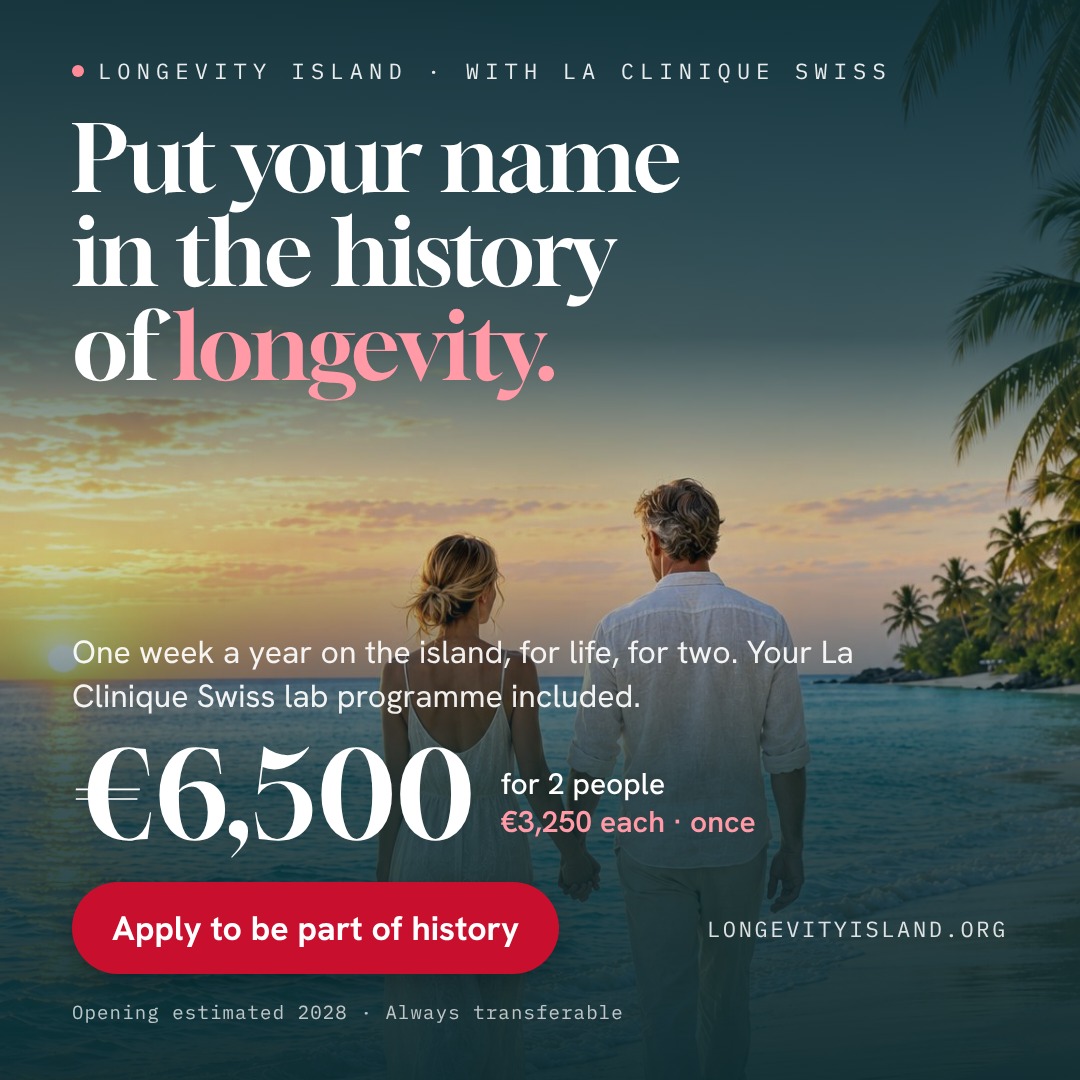 LONGEVITY ISLAND · WITH LA CLINIQUE SWISS
Put your name
in the history
of longevity.
One week a year on the island, for life, for two. Your La
Clinique Swiss lab programme included.
€6,500
for 2 people
€3,250 each · once
Apply to be part of history
LONGEVITYISLAND.ORG
Opening estimated 2028 · Always transferable